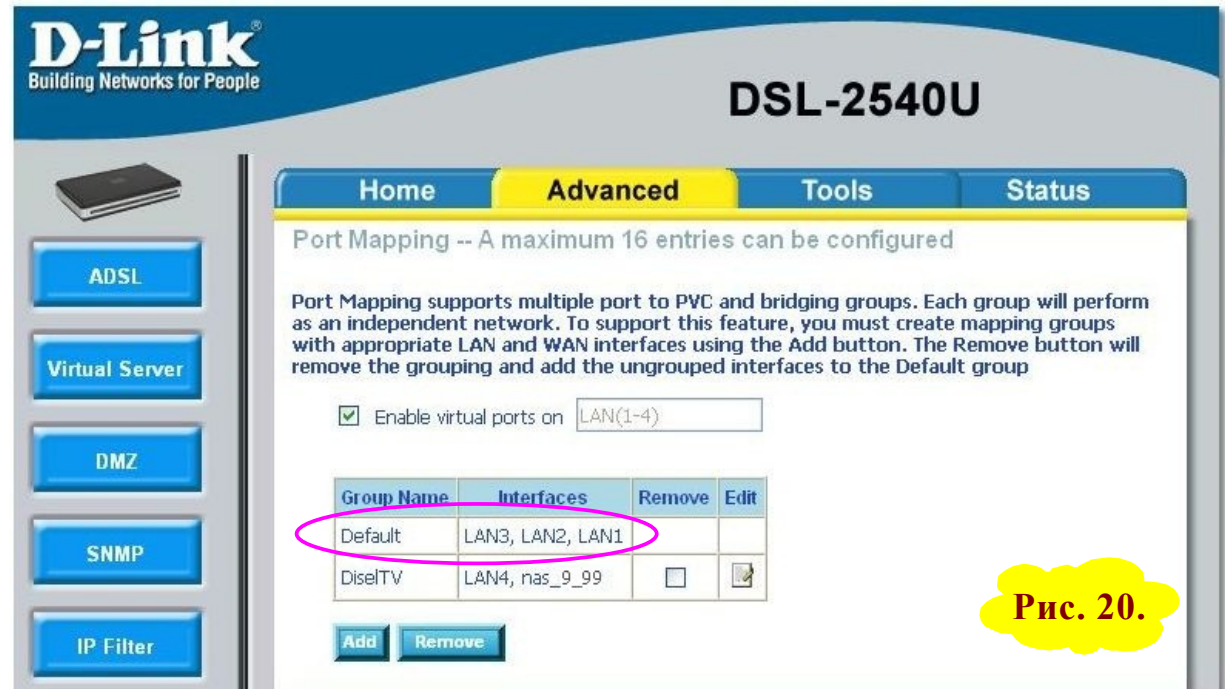 D-Link®
Building Networks for People
DSL-2540U
Home Advanced Tools Status
ADSL
Virtual Server
DMZ
SNMP
IP Filter
Port Mapping -- A maximum 16 entries can be configured
Port Mapping supports multiple port to PVC and bridging groups. Each group will perform
as an independent network. To support this feature, you must create mapping groups
with appropriate LAN and WAN interfaces using the Add button. The Remove button will
remove the grouping and add the ungrouped interfaces to the Default group
Enable virtual ports on LAN(1-4)
Group Name Interfaces Remove Edit
Default LAN3, LAN2, LAN1
DiselTV LAN4, nas_9_99
Add Remove
Рис. 20.